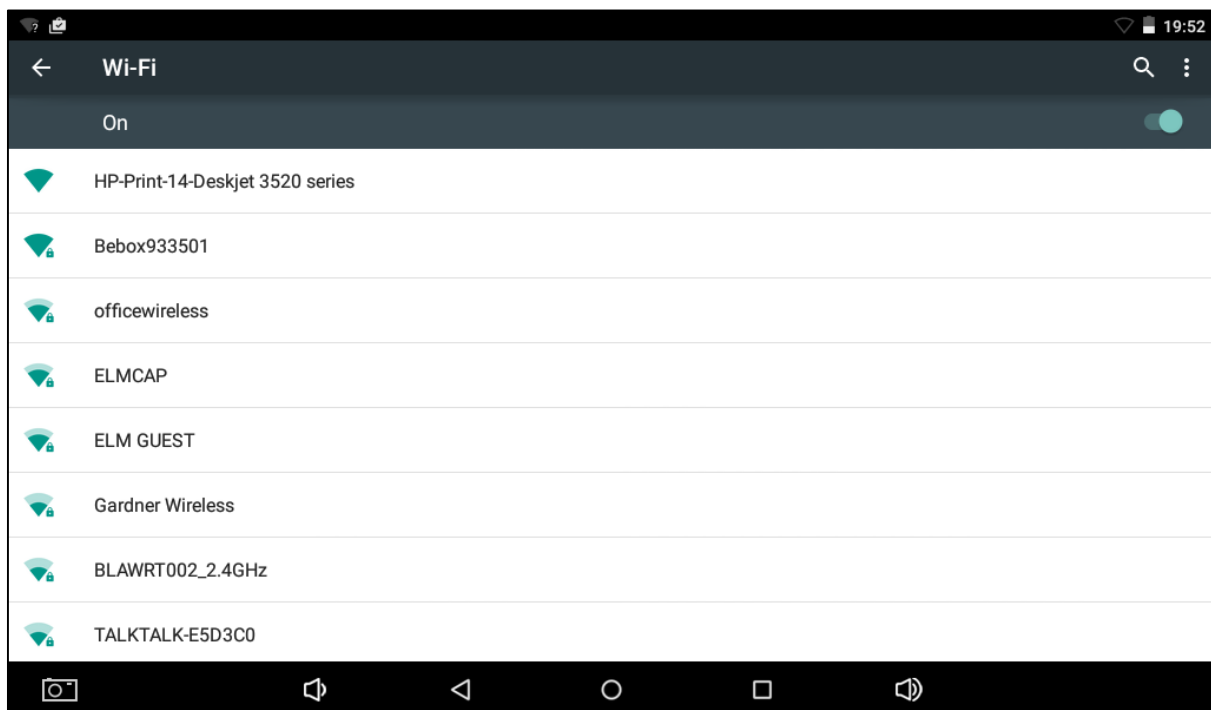 19:52
Wi-Fi
On
HP-Print-14-Deskjet 3520 series
Bebox933501
officewireless
ELMCAP
ELM GUEST
Gardner Wireless
BLAWRT002_2.4GHz
TALKTALK-E5D3C0